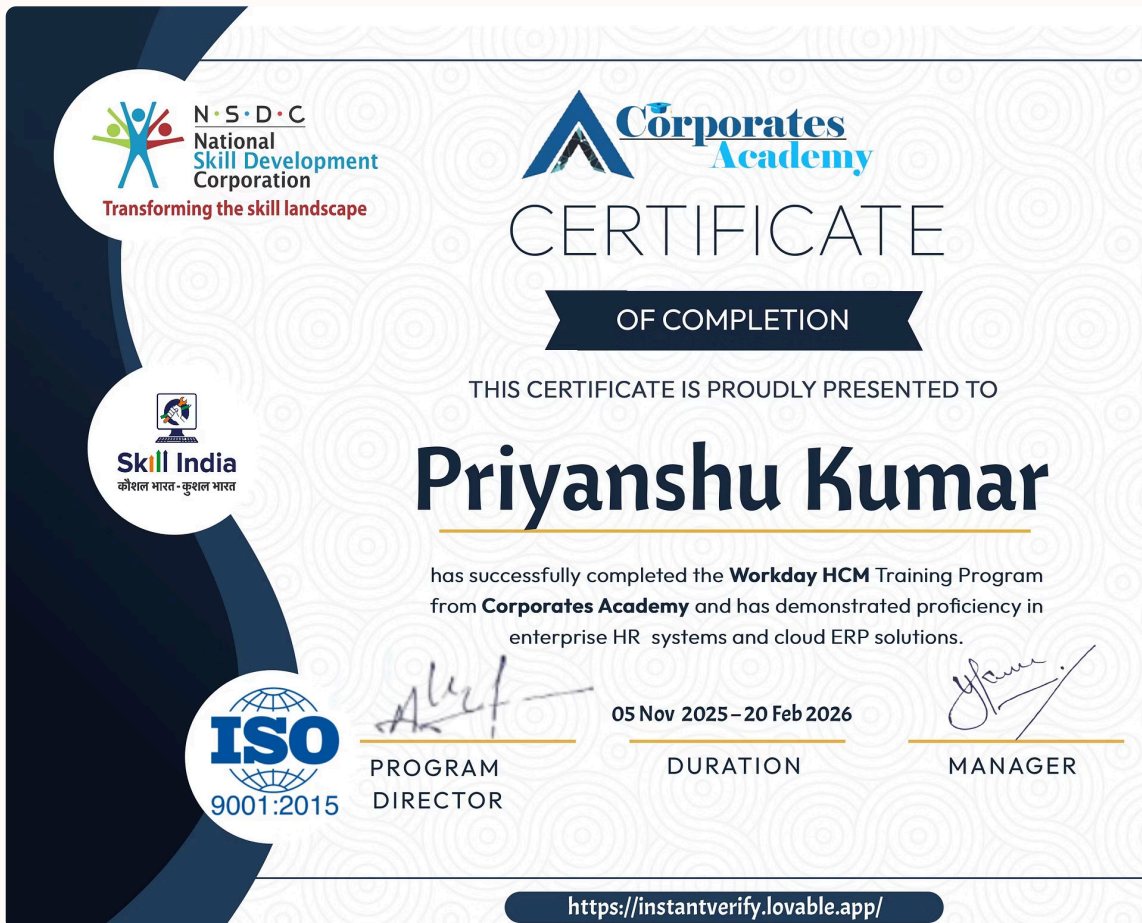 N·S·D·C
National
Skill Development
Corporation
Transforming the skill landscape
Corporates
Academy
CERTIFICATE
OF COMPLETION
THIS CERTIFICATE IS PROUDLY PRESENTED TO
Skill India
कौशल भारत - कुशल भारत
Priyanshu Kumar
has successfully completed the Workday HCM Training Program
from Corporates Academy and has demonstrated proficiency in
enterprise HR systems and cloud ERP solutions.
ISO
9001:2015
05 Nov 2025 – 20 Feb 2026
PROGRAM
DIRECTOR
DURATION
MANAGER
https://instantverify.lovable.app/